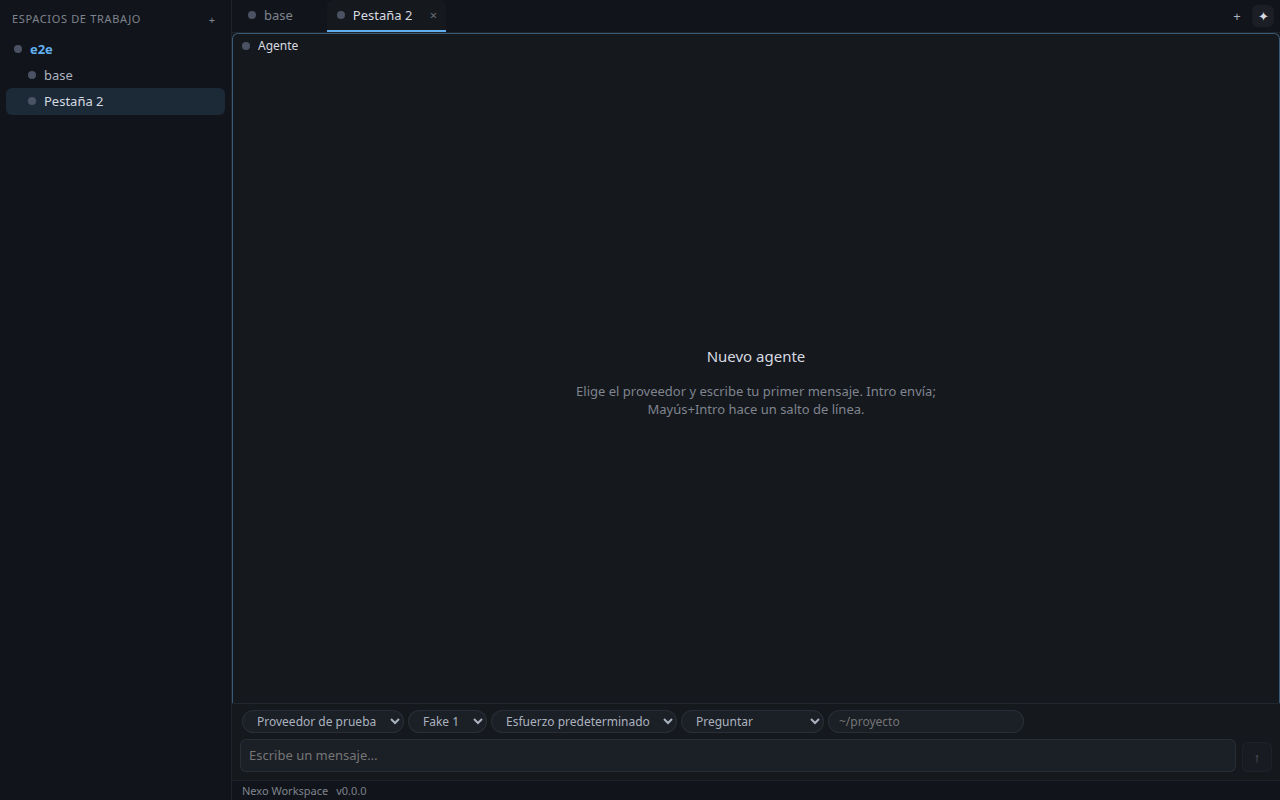 ESPACIOS DE TRABAJO +
e2e
base
Pestaña 2
base
Pestaña 2 ×
+ ✦
Agente
Nuevo agente
Elige el proveedor y escribe tu primer mensaje. Intro envía;
Mayús+Intro hace un salto de línea.
Proveedor de prueba Fake 1 Esfuerzo predeterminado Preguntar ~/proyecto
Escribe un mensaje...
↑
Nexo Workspace v0.0.0